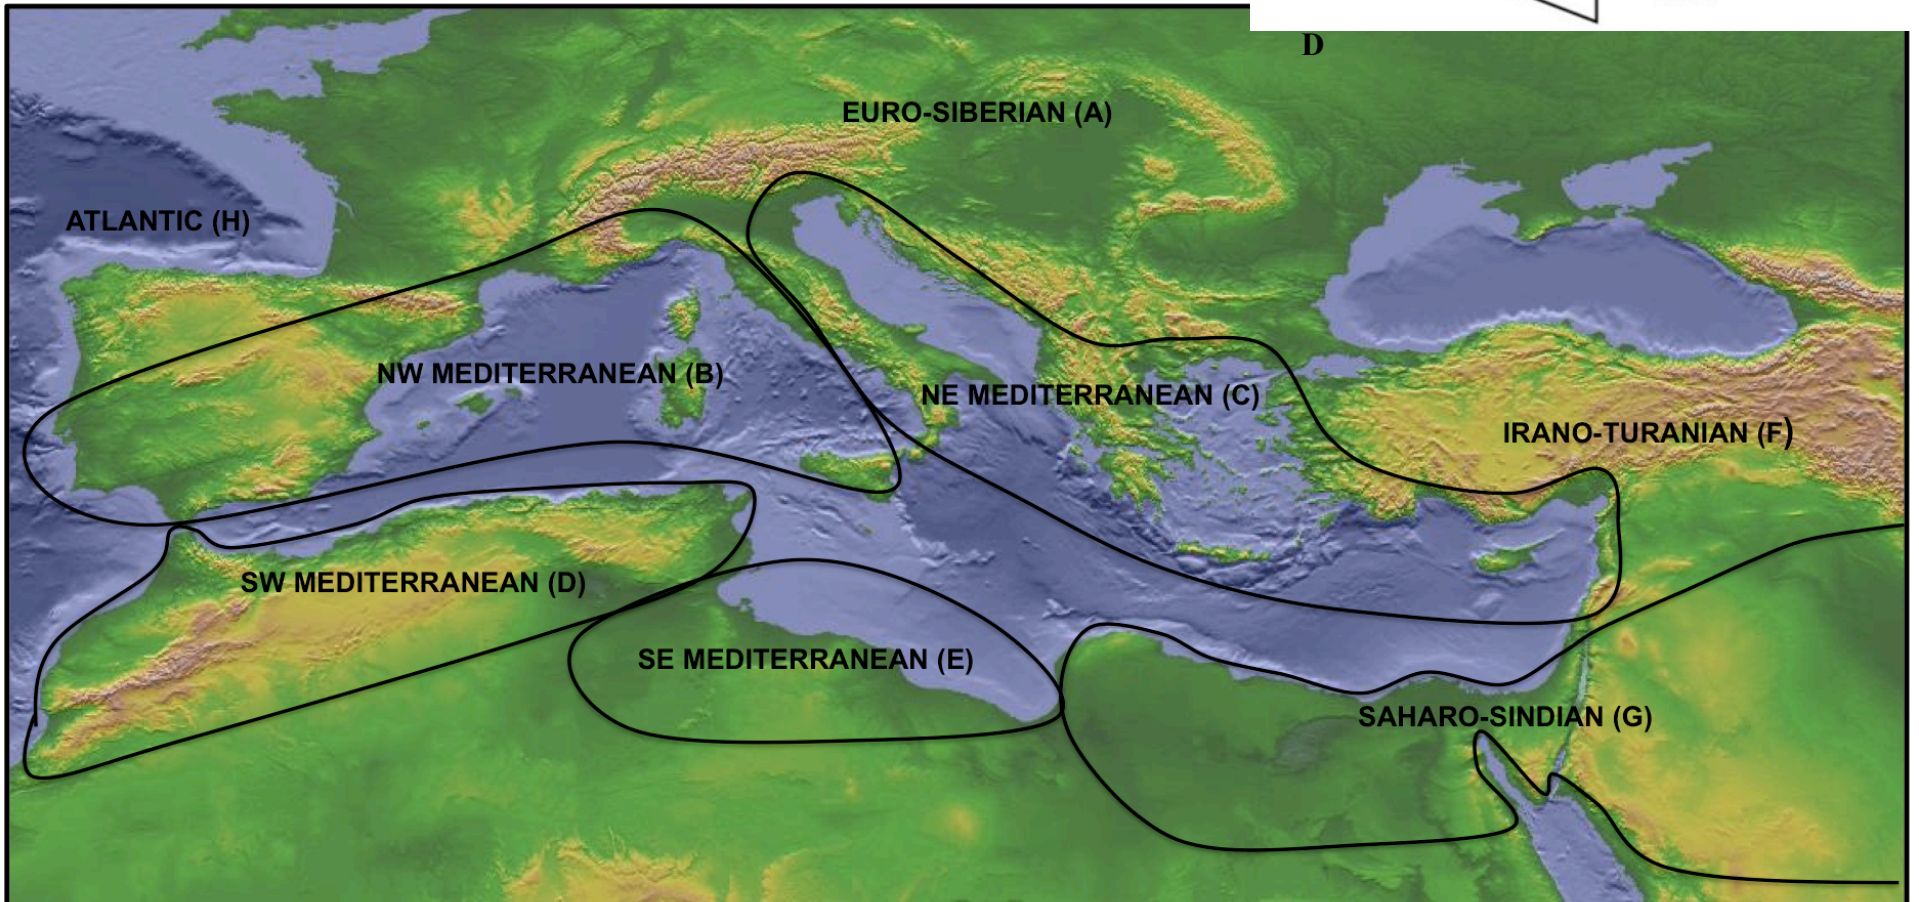 D
EURO-SIBERIAN (A)
ATLANTIC (H)
NW MEDITERRANEAN (B)
NE MEDITERRANEAN (C)
IRANO-TURANIAN (F)
SW MEDITERRANEAN (D)
SE MEDITERRANEAN (E)
SAHARO-SINDIAN (G)